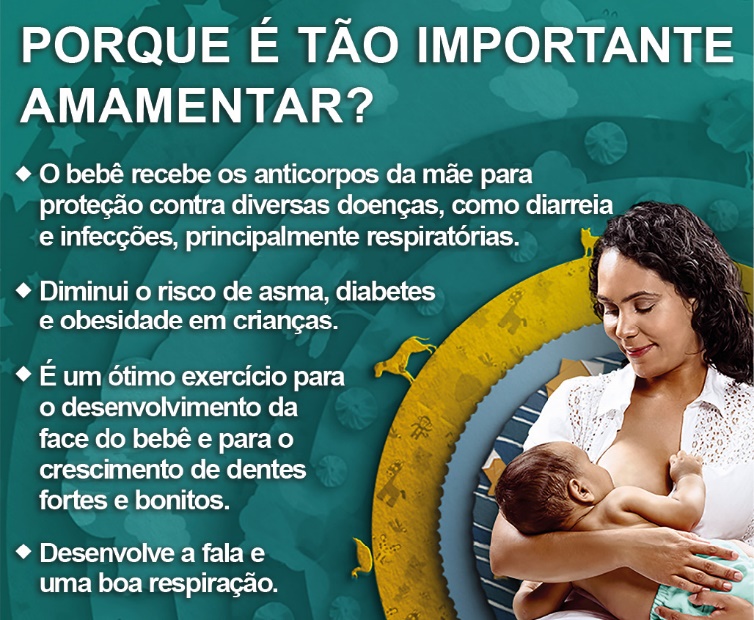 PORQUE É TÃO IMPORTANTE
AMAMENTAR?
O bebê recebe os anticorpos da mãe para
proteção contra diversas doenças, como diarreia
e infecções, principalmente respiratórias.
Diminui o risco de asma, diabetes
e obesidade em crianças.
É um ótimo exercício para
o desenvolvimento da
face do bebê e para o
crescimento de dentes
fortes e bonitos.
Desenvolve a fala e
uma boa respiração.